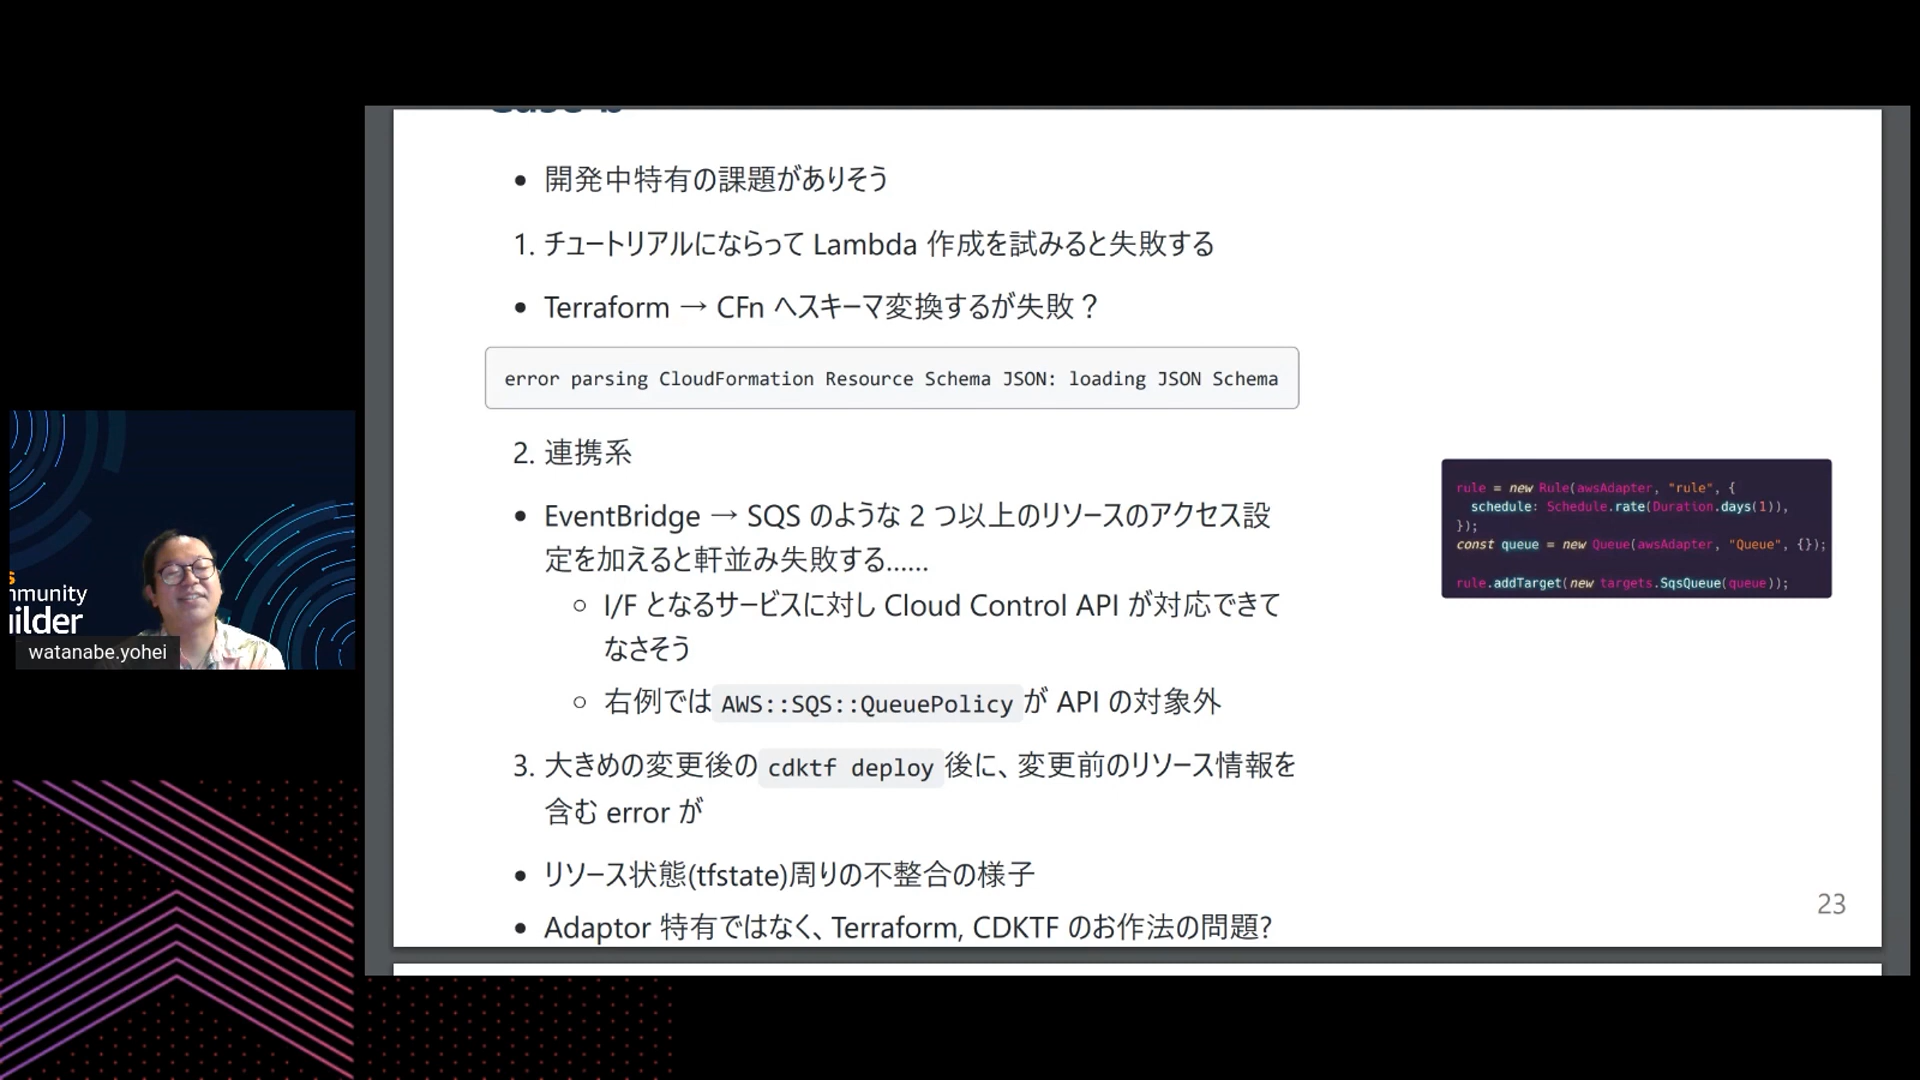 開発中特有の課題がありそう
1. チュートリアルにならって Lambda 作成を試みると失敗する
Terraform → CFn へスキーマ変換するが失敗？
error parsing CloudFormation Resource Schema JSON: loading JSON Schema
2. 連携系
EventBridge → SQS のような 2 つ以上のリソースのアクセス設
定を加えると軒並み失敗する......
I/F となるサービスに対し Cloud Control API が対応できて
なさそう
右例では AWS::SQS::QueuePolicy が API の対象外
3. 大きめの変更後の cdktf deploy 後に、変更前のリソース情報を
含む error が
リソース状態(tfstate)周りの不整合の様子
Adaptor 特有ではなく、Terraform, CDKTF のお作法の問題?
rule = new Rule(awsAdapter, "rule", {
schedule: Schedule.rate(Duration.days(1)),
});
const queue = new Queue(awsAdapter, "Queue", {});
rule.addTarget(new targets.SqsQueue(queue));
23
mmunity
ilder
watanabe.yohei